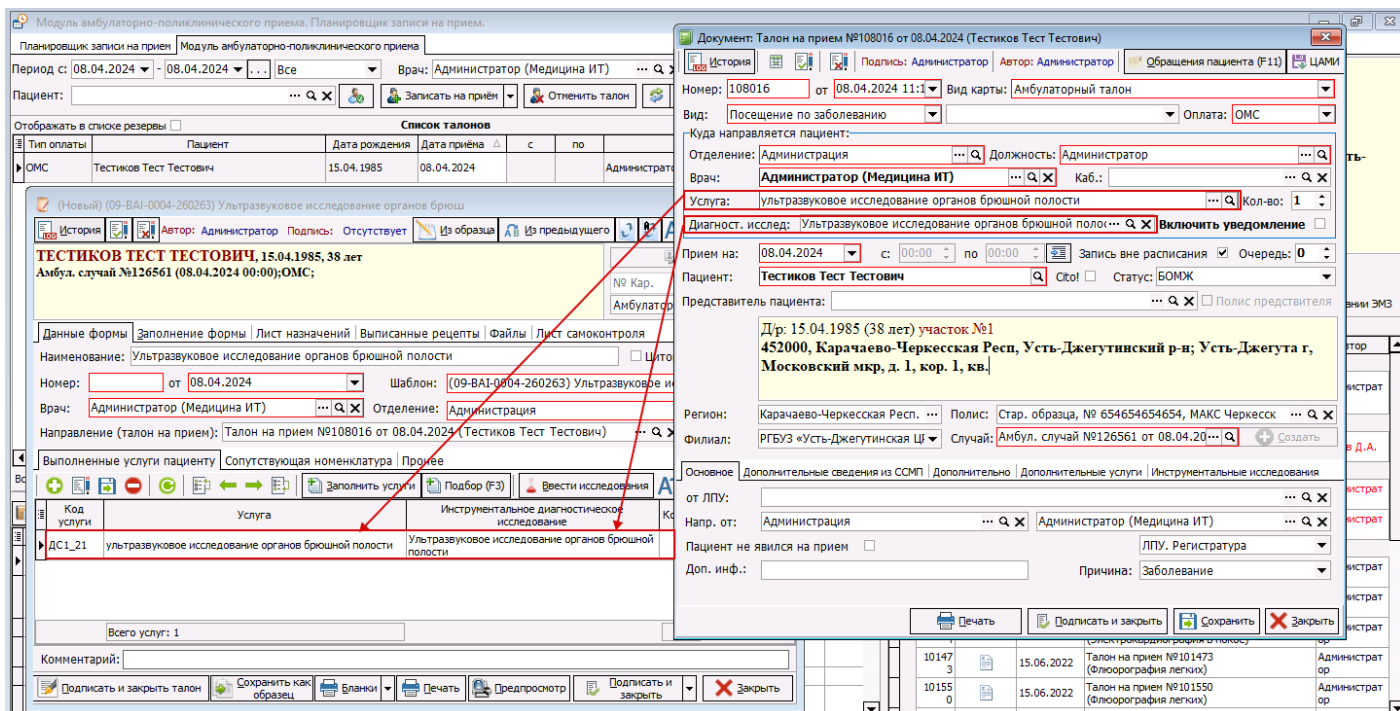 Модуль амбулаторно-поликлинического приема. Планировщик записи на прием.
Планировщик записи на прием Модуль амбулаторно-поликлинического приема
Период с: 08.04.2024 - 08.04.2024 ... Все Врач: Администратор (Медицина ИТ)
Пациент: Записать на приём Отменить талон
Отображать в списке резервы Список талонов
Тип оплаты Пациент Дата рождения Дата приёма с по
ОМС Тестиков Тест Тестович 15.04.1985 08.04.2024 Администрат
(Новый) (09-BAI-0004-260263) Ультразвуковое исследование органов брюш
История Автор: Администратор Подпись: Отсутствует Из образца Из предыдущего
ТЕСТИКОВ ТЕСТ ТЕСТОВИЧ, 15.04.1985, 38 лет
Амбул. случай №126561 (08.04.2024 00:00);ОМС;
№ Кар.
Амбулатор
Данные формы Заполнение формы Лист назначений Выписанные рецепты Файлы Лист самоконтроля
Наименование: Ультразвуковое исследование органов брюшной полости Цито
Номер: от 08.04.2024 Шаблон: (09-BAI-0004-260263) Ультразвуковое ис
Врач: Администратор (Медицина ИТ) Отделение: Администрация
Направление (талон на прием): Талон на прием №108016 от 08.04.2024 (Тестиков Тест Тестович)
Выполненные услуги пациенту Сопутствующая номенклатура Прочее
Заполнить услуги Подбор (F3) Ввести исследования
Код услуги Услуга Инструментальное диагностическое исследование Ко
ДС1_21 ультразвуковое исследование органов брюшной полости Ультразвуковое исследование органов брюшной полости
Всего услуг: 1
Комментарий:
Подписать и закрыть талон Сохранить как образец Бланки Печать Предпросмотр Подписать и закрыть Закрыть
Документ: Талон на прием №108016 от 08.04.2024 (Тестиков Тест Тестович)
История Подпись: Администратор Автор: Администратор Обращения пациента (F11) ЦАМИ
Номер: 108016 от 08.04.2024 11:1 Вид карты: Амбулаторный талон
Вид: Посещение по заболеванию Оплата: ОМС
Куда направляется пациент:
Отделение: Администрация Должность: Администратор
Врач: Администратор (Медицина ИТ) Каб.:
Услуга: ультразвуковое исследование органов брюшной полости Кол-во: 1
Диагност. исслед: Ультразвуковое исследование органов брюшной полос Включить уведомление
Прием на: 08.04.2024 с: 00:00 по 00:00 Запись вне расписания Очередь: 0
Пациент: Тестиков Тест Тестович Cito! Статус: БОМЖ
Представитель пациента: Полис предствителя
Д/р: 15.04.1985 (38 лет) участок №1
452000, Карачаево-Черкесская Респ, Усть-Джегутинский р-н; Усть-Джегута г,
Московский мкр, д. 1, кор. 1, кв.
Регион: Карачаево-Черкесская Респ. Полис: Стар. образца, № 654654654654, МАКС Черкесск
Филиал: РГБУЗ «Усть-Джегутинская Ц Случай: Амбул. случай №126561 от 08.04.20 Создать
Основное Дополнительные сведения из ССМП Дополнительно Дополнительные услуги Инструментальные исследования
от ЛПУ:
Напр. от: Администрация Администратор (Медицина ИТ)
Пациент не явился на прием ЛПУ. Регистратура
Доп. инф.: Причина: Заболевание
Печать Подписать и закрыть Сохранить Закрыть
101473 15.06.2022 Талон на прием №101473 (Флюорография легких) Администратор
101550 15.06.2022 Талон на прием №101550 (Флюорография легких) Администратор